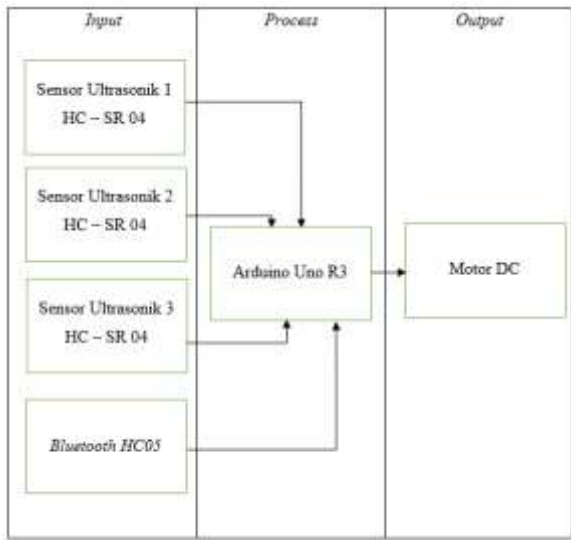 Input
Process
Output
Sensor Ultrasonik 1
HC – SR 04
Sensor Ultrasonik 2
HC – SR 04
Sensor Ultrasonik 3
HC – SR 04
Bluetooth HC05
Arduino Uno R3
Motor DC